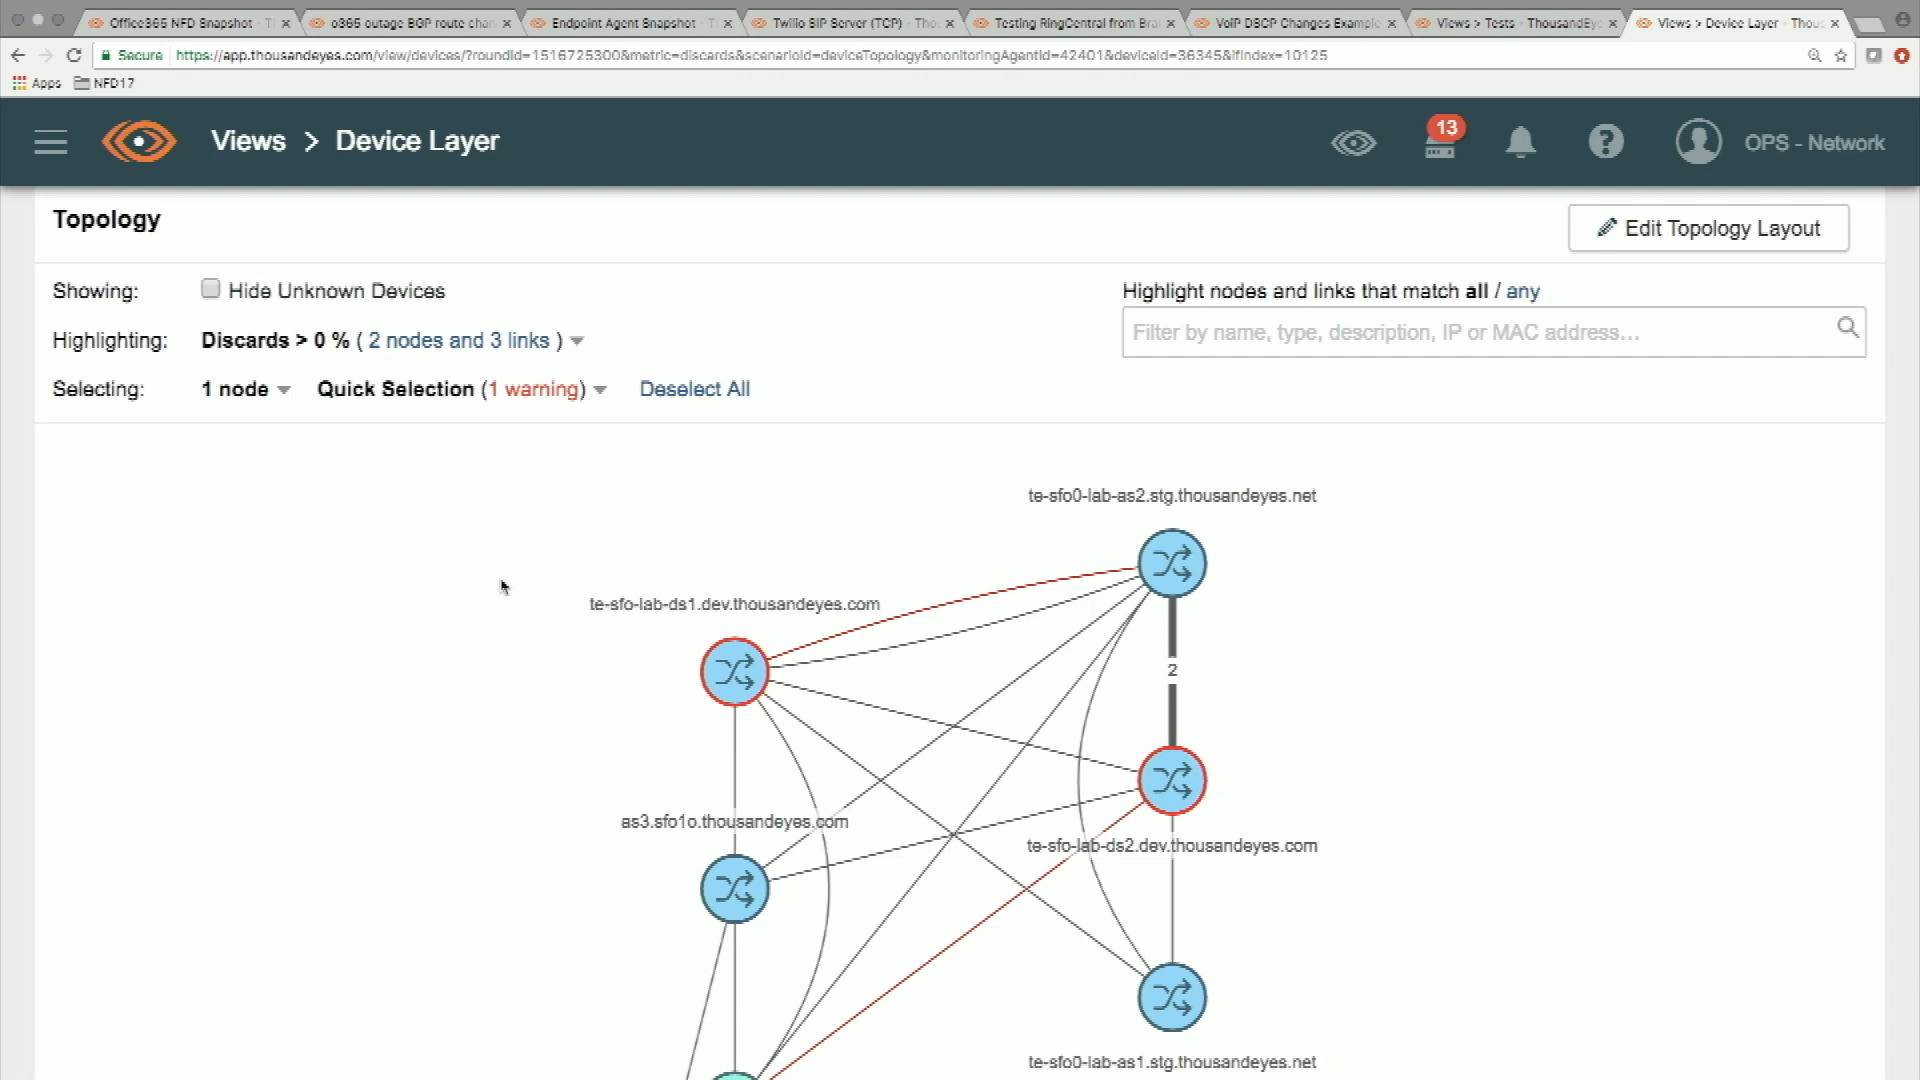 Office365 NFD Snapshot - T
o365 outage BGP route chan
Endpoint Agent Snapshot - T
Twilio SIP Server (TCP) - Tho
Testing RingCentral from Bra
VoIP DSCP Changes Example
Views > Tests - ThousandEye
Views > Device Layer - Thous
Secure https://app.thousandeyes.com/view/devices/?roundId=1516725300&metric=discards&scenarioId=deviceTopology&monitoringAgentId=42401&deviceId=36345&ifIndex=10125
Apps NFD17
Views > Device Layer
13
OPS - Network
Topology
Edit Topology Layout
Showing: Hide Unknown Devices
Highlight nodes and links that match all / any
Highlighting: Discards > 0 % ( 2 nodes and 3 links )
Filter by name, type, description, IP or MAC address...
Selecting: 1 node Quick Selection (1 warning) Deselect All
te-sfo0-lab-as2.stg.thousandeyes.net
te-sfo-lab-ds1.dev.thousandeyes.com
2
as3.sfo1o.thousandeyes.com
te-sfo-lab-ds2.dev.thousandeyes.com
te-sfo0-lab-as1.stg.thousandeyes.net